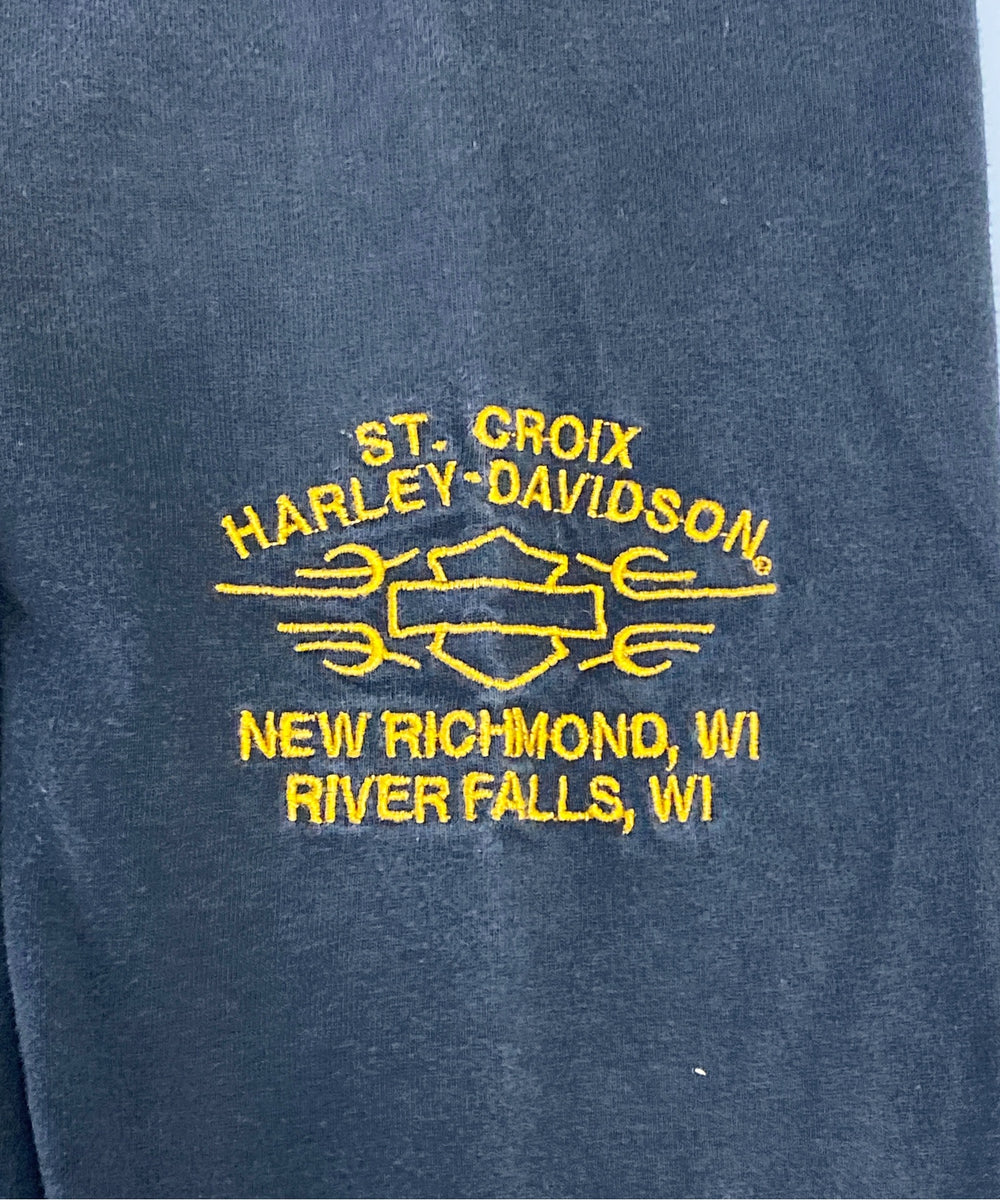 ST. CROIX
HARLEY-DAVIDSON®
NEW RICHMOND, WI
RIVER FALLS, WI